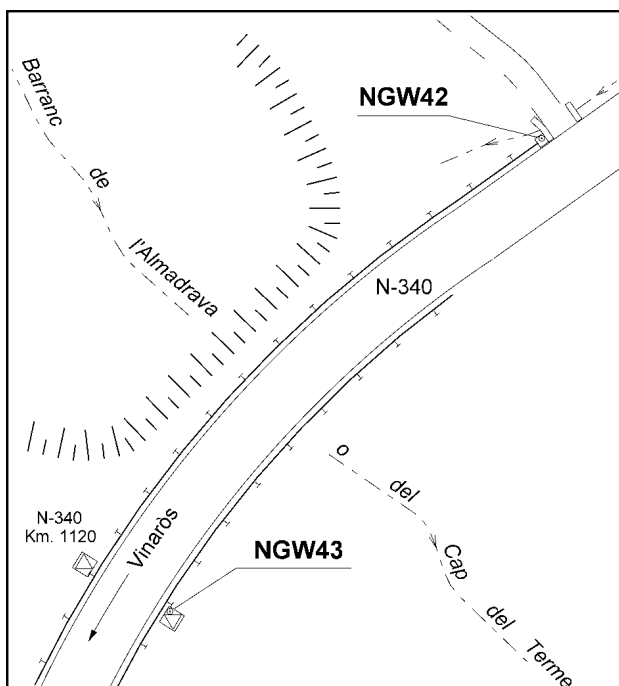 Barranc de l'Almadrava
NGW42
N-340
o del Cap del Terme
N-340
Km. 1120
Vinaròs
NGW43